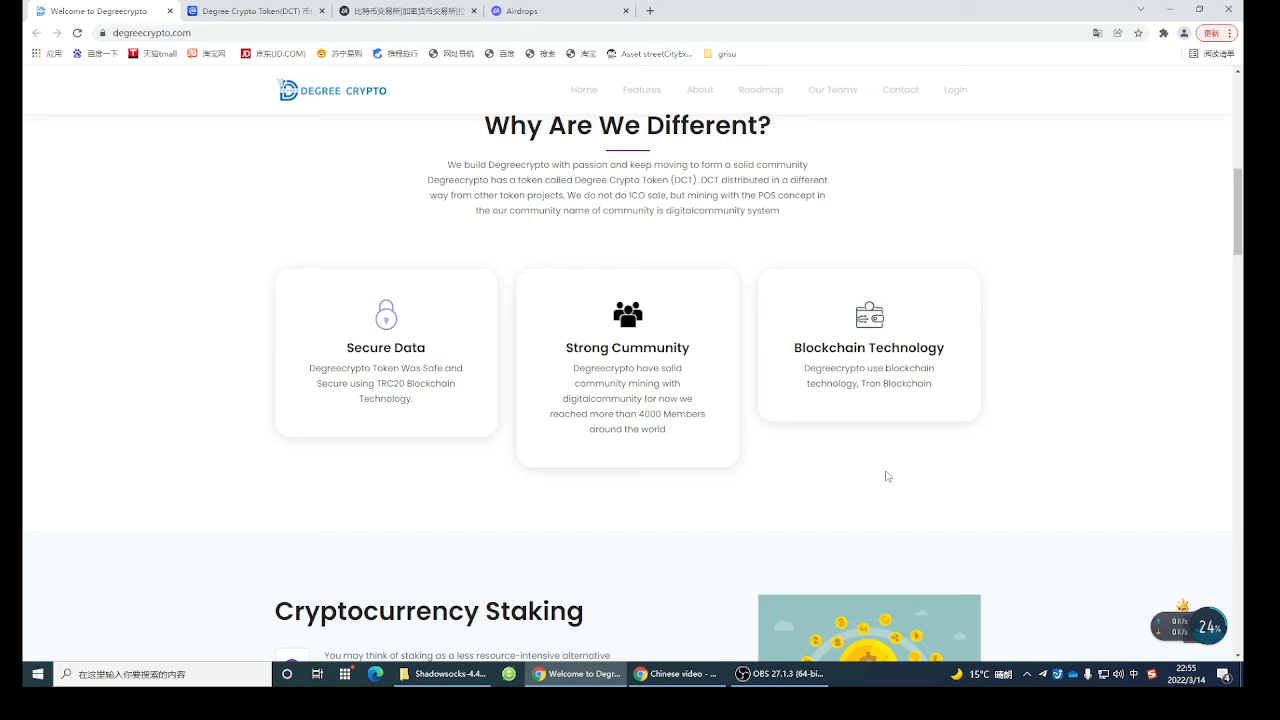 Welcome to Degreecrypto
Degree Crypto Token(DCT) 币
比特币交易所|加密货币交易所|
Airdrops
degreecrypto.com
更新
应用
百度一下
天猫tmall
淘宝网
京东(JD.COM)
苏宁易购
携程旅行
网址导航
百度
搜索
淘宝
Asset streetCityEx...
grisu
阅读清单
DEGREE CRYPTO
Home
Features
About
Roadmap
Our Teams
Contact
Login
Why Are We Different?
We build Degreecrypto with passion and keep moving to form a solid community
Degreecrypto has a token called Degree Crypto Token (DCT). DCT distributed in a different
way from other token projects, We do not do ICO sale, but mining with the POS concept in
the our community name of community is digitalcommunity system
Secure Data
Degreecrypto Token Was Safe and
Secure using TRC20 Blockchain
Technology.
Strong Cummunity
Degreecrypto have solid
community mining with
digitalcommunity for now we
reached more than 4000 Members
around the world
Blockchain Technology
Degreecrypto use blockchain
technology, Tron Blockchain
Cryptocurrency Staking
You may think of staking as a less resource-intensive alternative
0K/s
0K/s
24%
在这里输入你要搜索的内容
Shadowsocks-4.4...
Welcome to Degr...
Chinese video - ...
OBS 27.1.3 (64-bi...
15°C 晴朗
中
22:55
2022/3/14
4